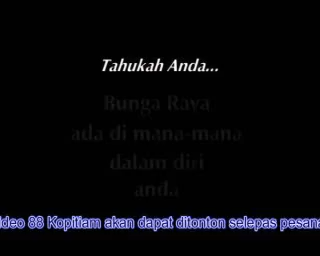 Tahukah Anda...
Bunga Raya
ada di mana-mana
dalam diri
anda
ideo 88 Kopitiam akan dapat ditonton selepas pesana